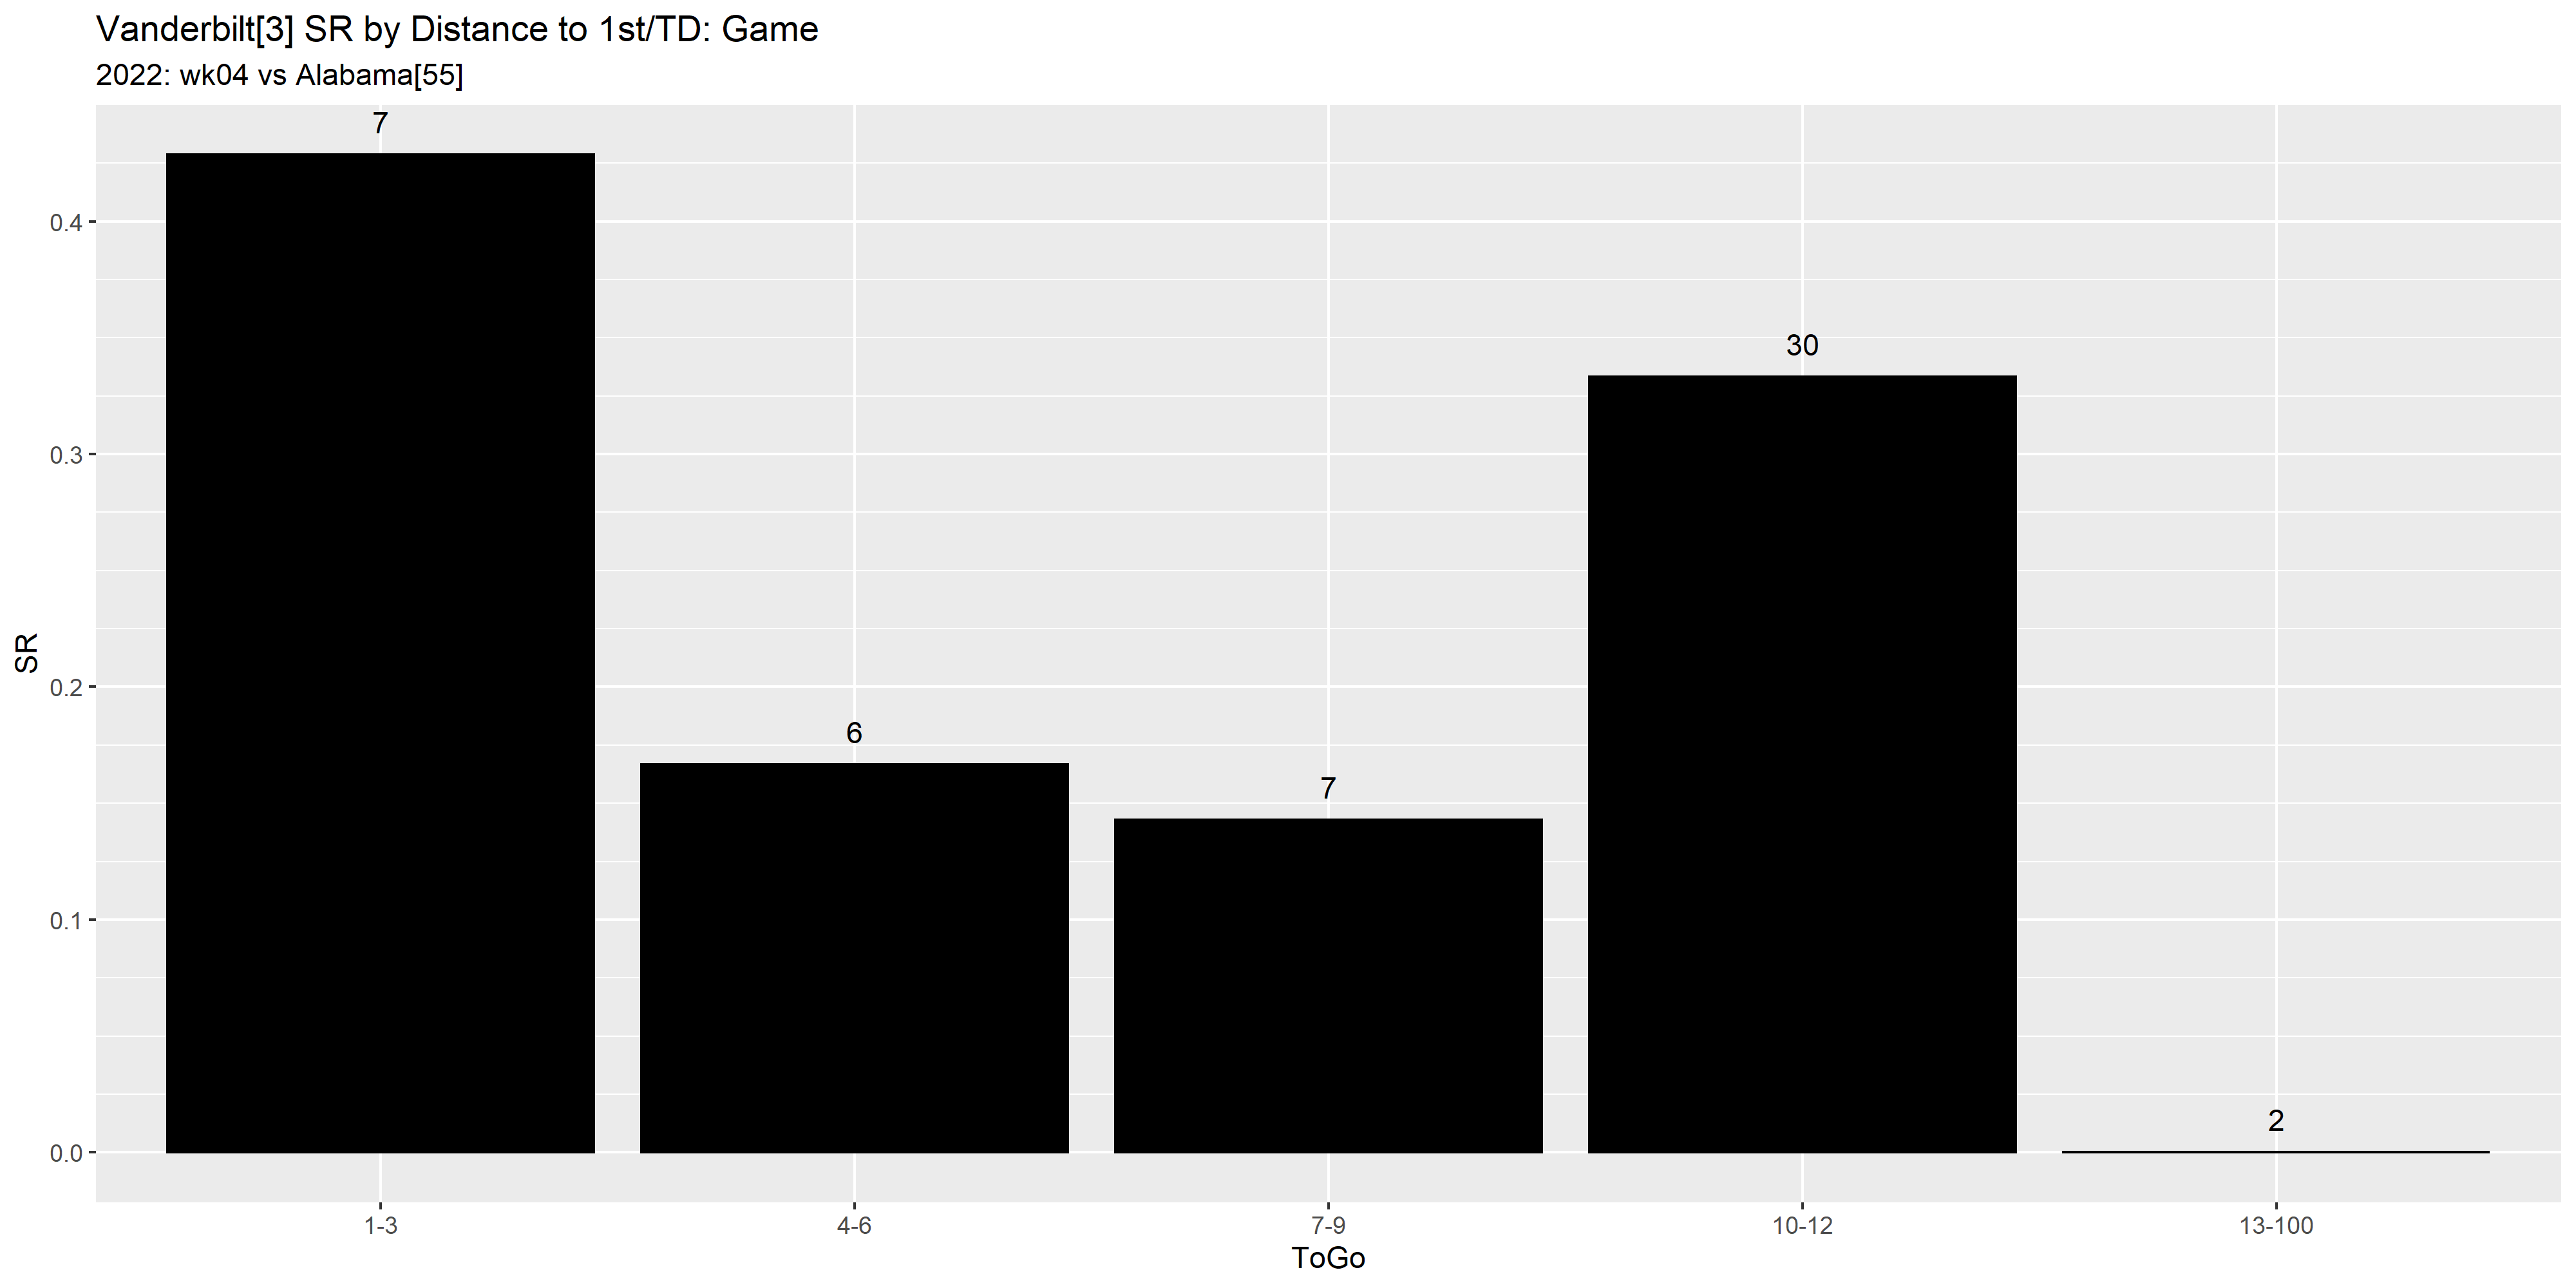 Vanderbilt[3] SR by Distance to 1st/TD: Game
2022: wk04 vs Alabama[55]
7
30
6
7
2
0.4
0.3
0.2
0.1
0.0
SR
1-3 4-6 7-9 10-12 13-100
ToGo